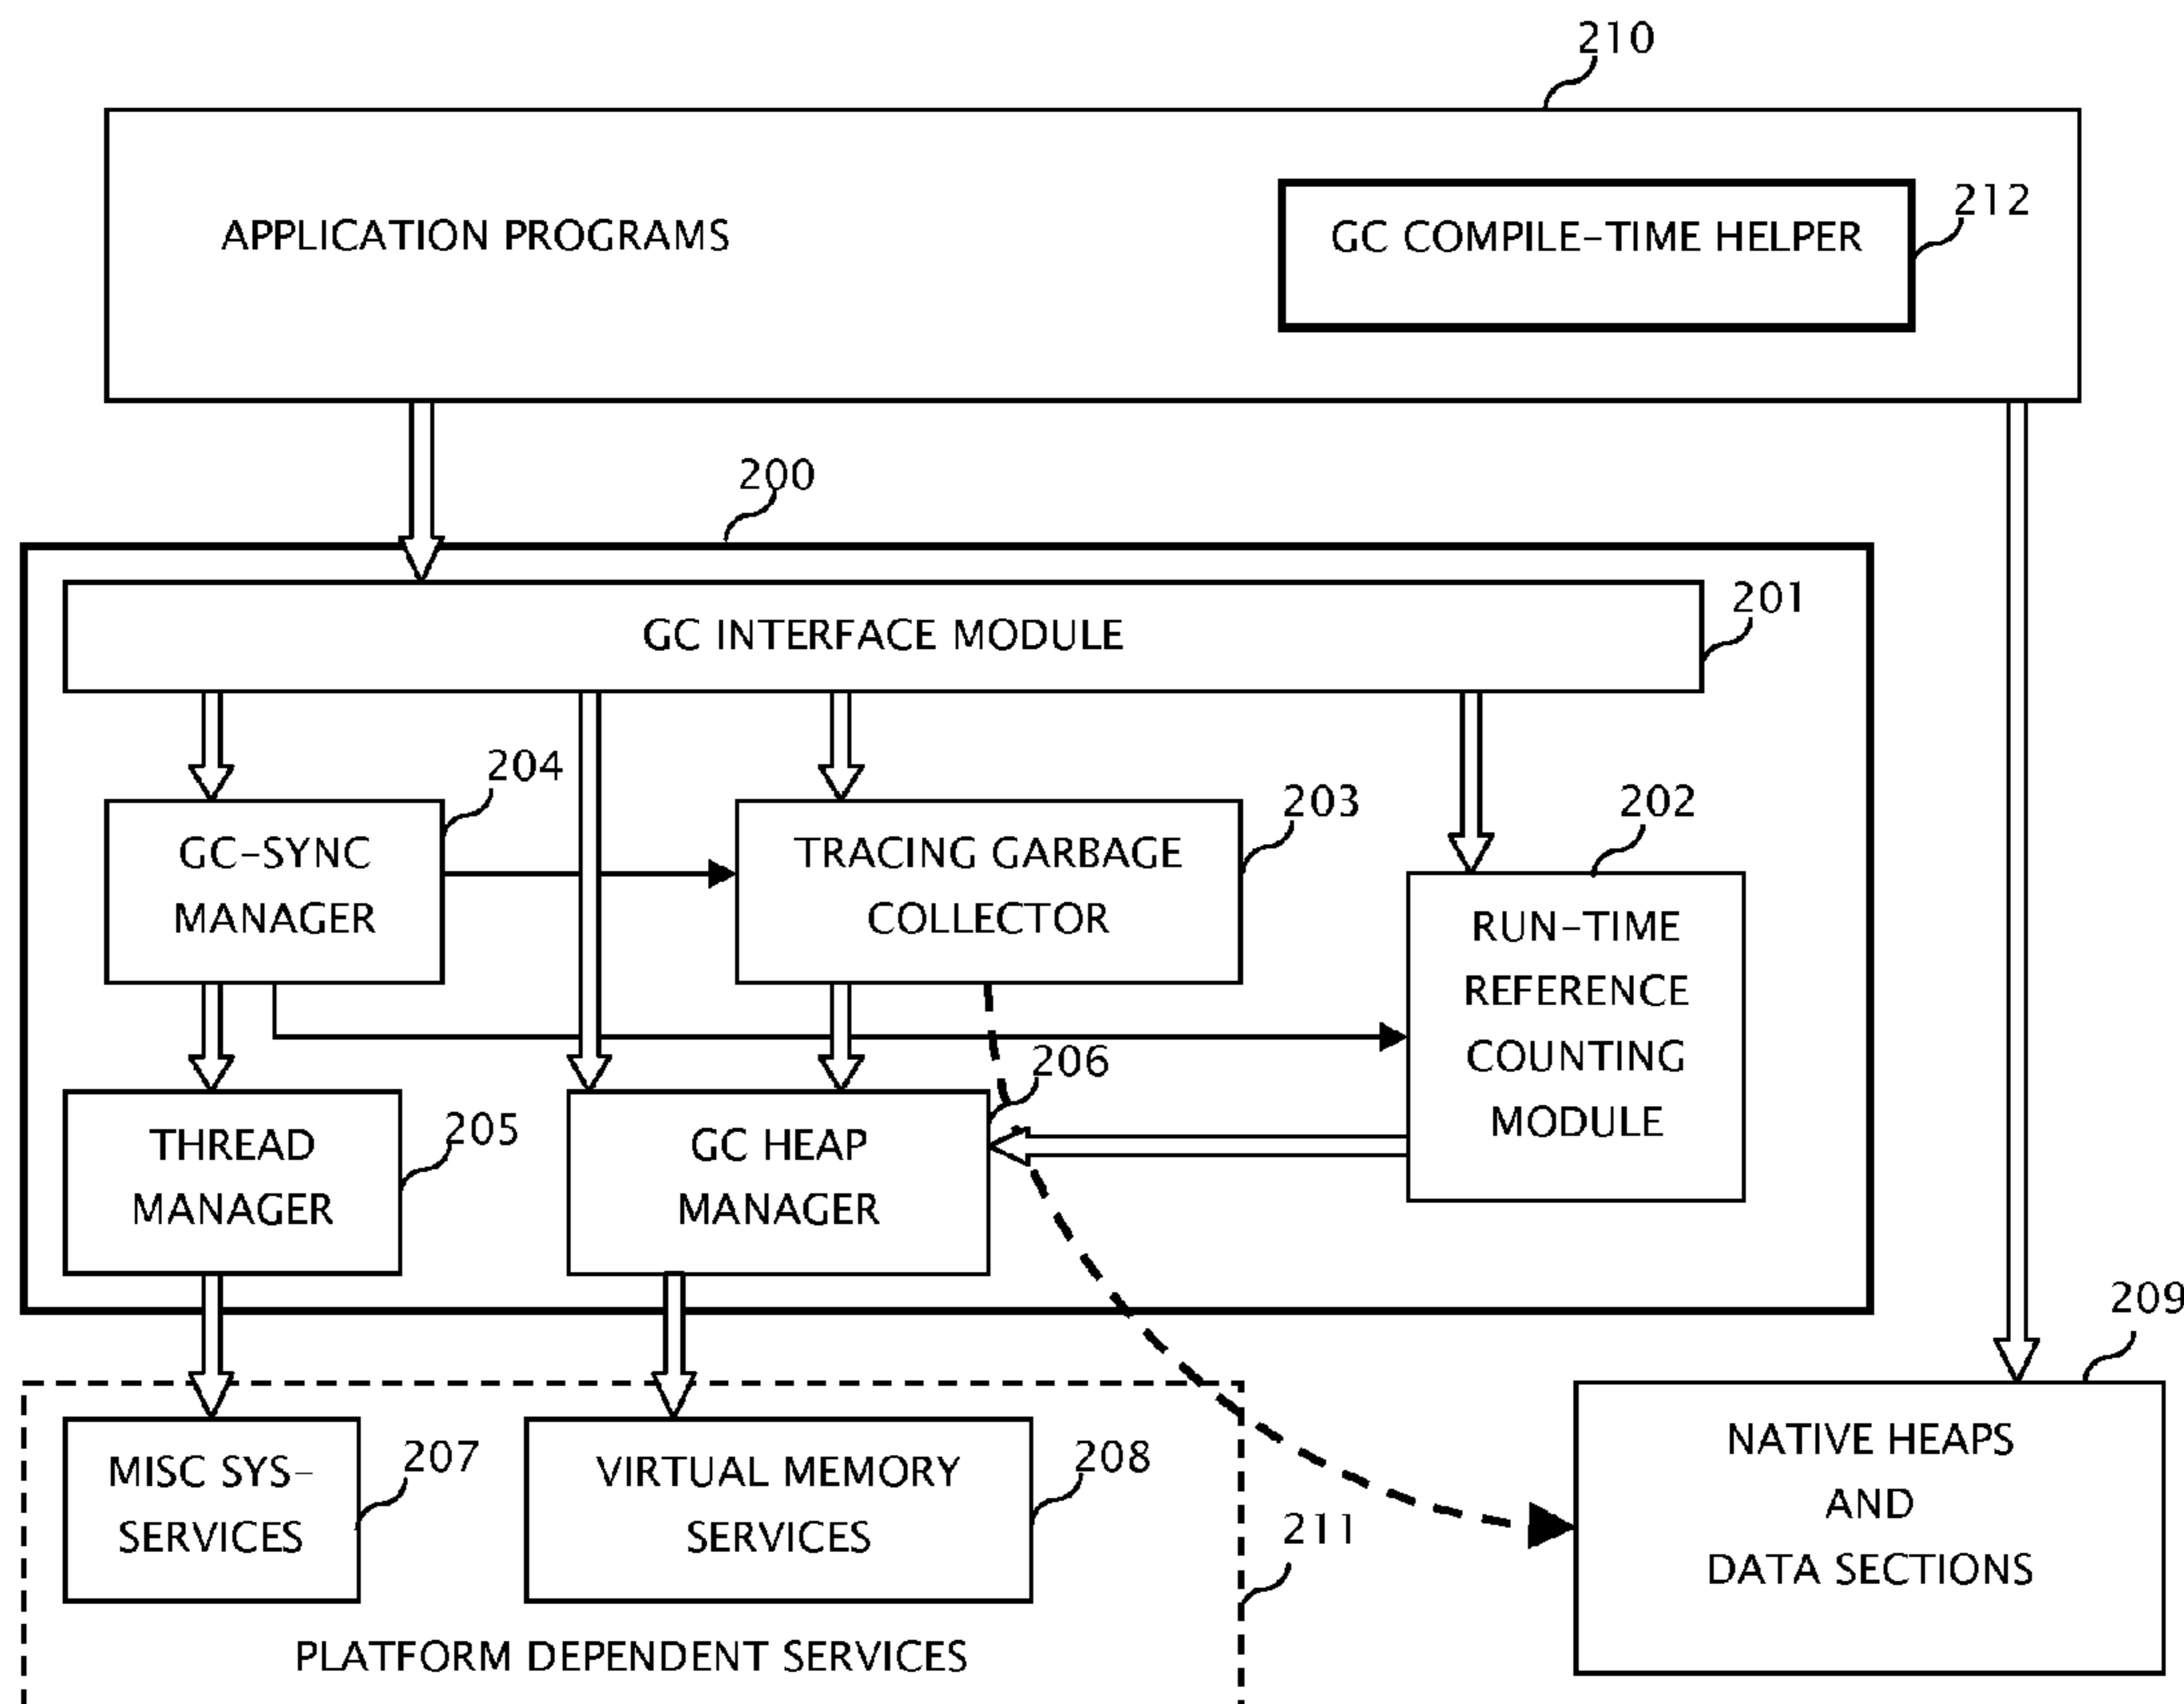 210
APPLICATION PROGRAMS
GC COMPILE-TIME HELPER
212
200
GC INTERFACE MODULE
201
204
GC-SYNC
MANAGER
203
TRACING GARBAGE
COLLECTOR
202
RUN-TIME
REFERENCE
COUNTING
MODULE
205
THREAD
MANAGER
206
GC HEAP
MANAGER
209
NATIVE HEAPS
AND
DATA SECTIONS
207
MISC SYS-
SERVICES
208
VIRTUAL MEMORY
SERVICES
211
PLATFORM DEPENDENT SERVICES